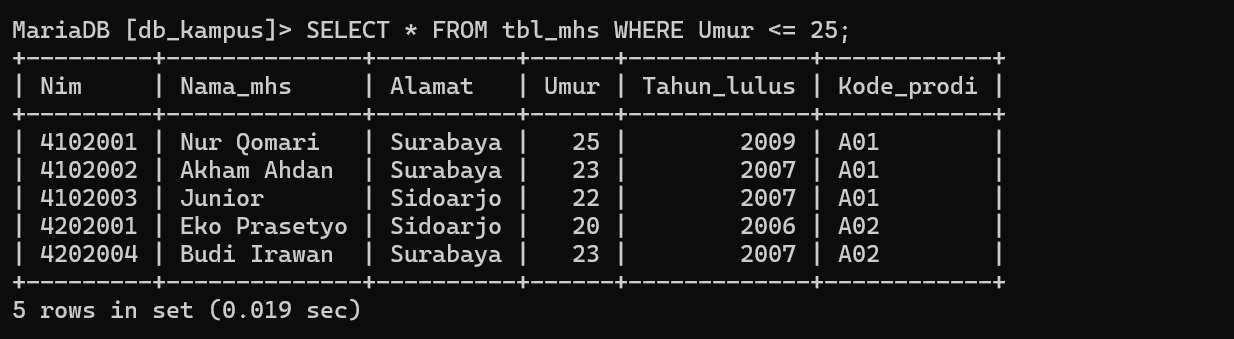 MariaDB [db_kampus]> SELECT * FROM tbl_mhs WHERE Umur <= 25;
+---------+--------------+----------+------+-------------+------------+
| Nim     | Nama_mhs     | Alamat   | Umur | Tahun_lulus | Kode_prodi |
+---------+--------------+----------+------+-------------+------------+
| 4102001 | Nur Qomari   | Surabaya |   25 |        2009 | A01        |
| 4102002 | Akham Ahdan  | Surabaya |   23 |        2007 | A01        |
| 4102003 | Junior       | Sidoarjo |   22 |        2007 | A01        |
| 4202001 | Eko Prasetyo | Sidoarjo |   20 |        2006 | A02        |
| 4202004 | Budi Irawan  | Surabaya |   23 |        2007 | A02        |
+---------+--------------+----------+------+-------------+------------+
5 rows in set (0.019 sec)